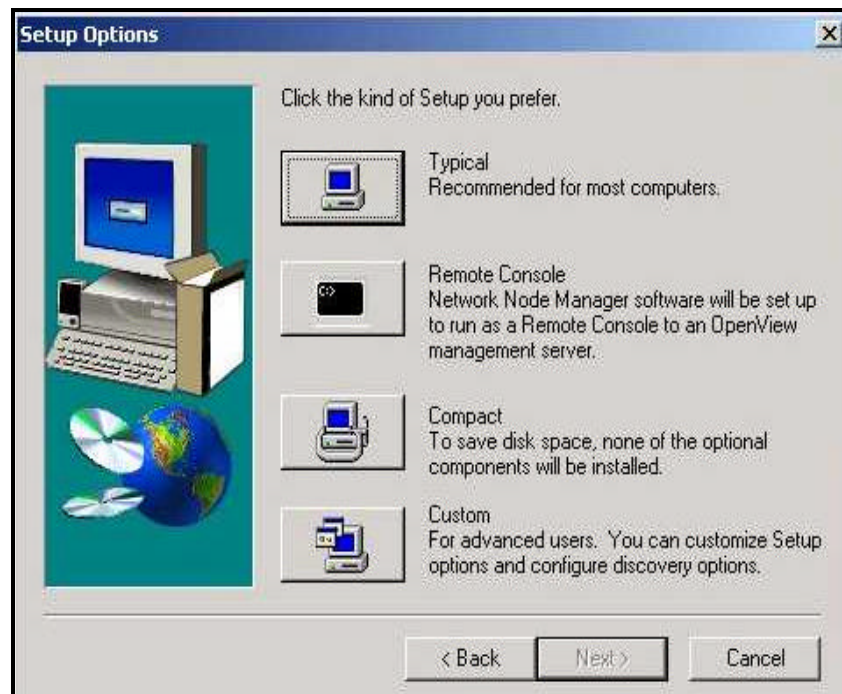 Setup Options
Click the kind of Setup you prefer.
Typical
Recommended for most computers.
C:>
Remote Console
Network Node Manager software will be set up
to run as a Remote Console to an OpenView
management server.
Compact
To save disk space, none of the optional
components will be installed.
Custom
For advanced users. You can customize Setup
options and configure discovery options.
< Back
Next >
Cancel